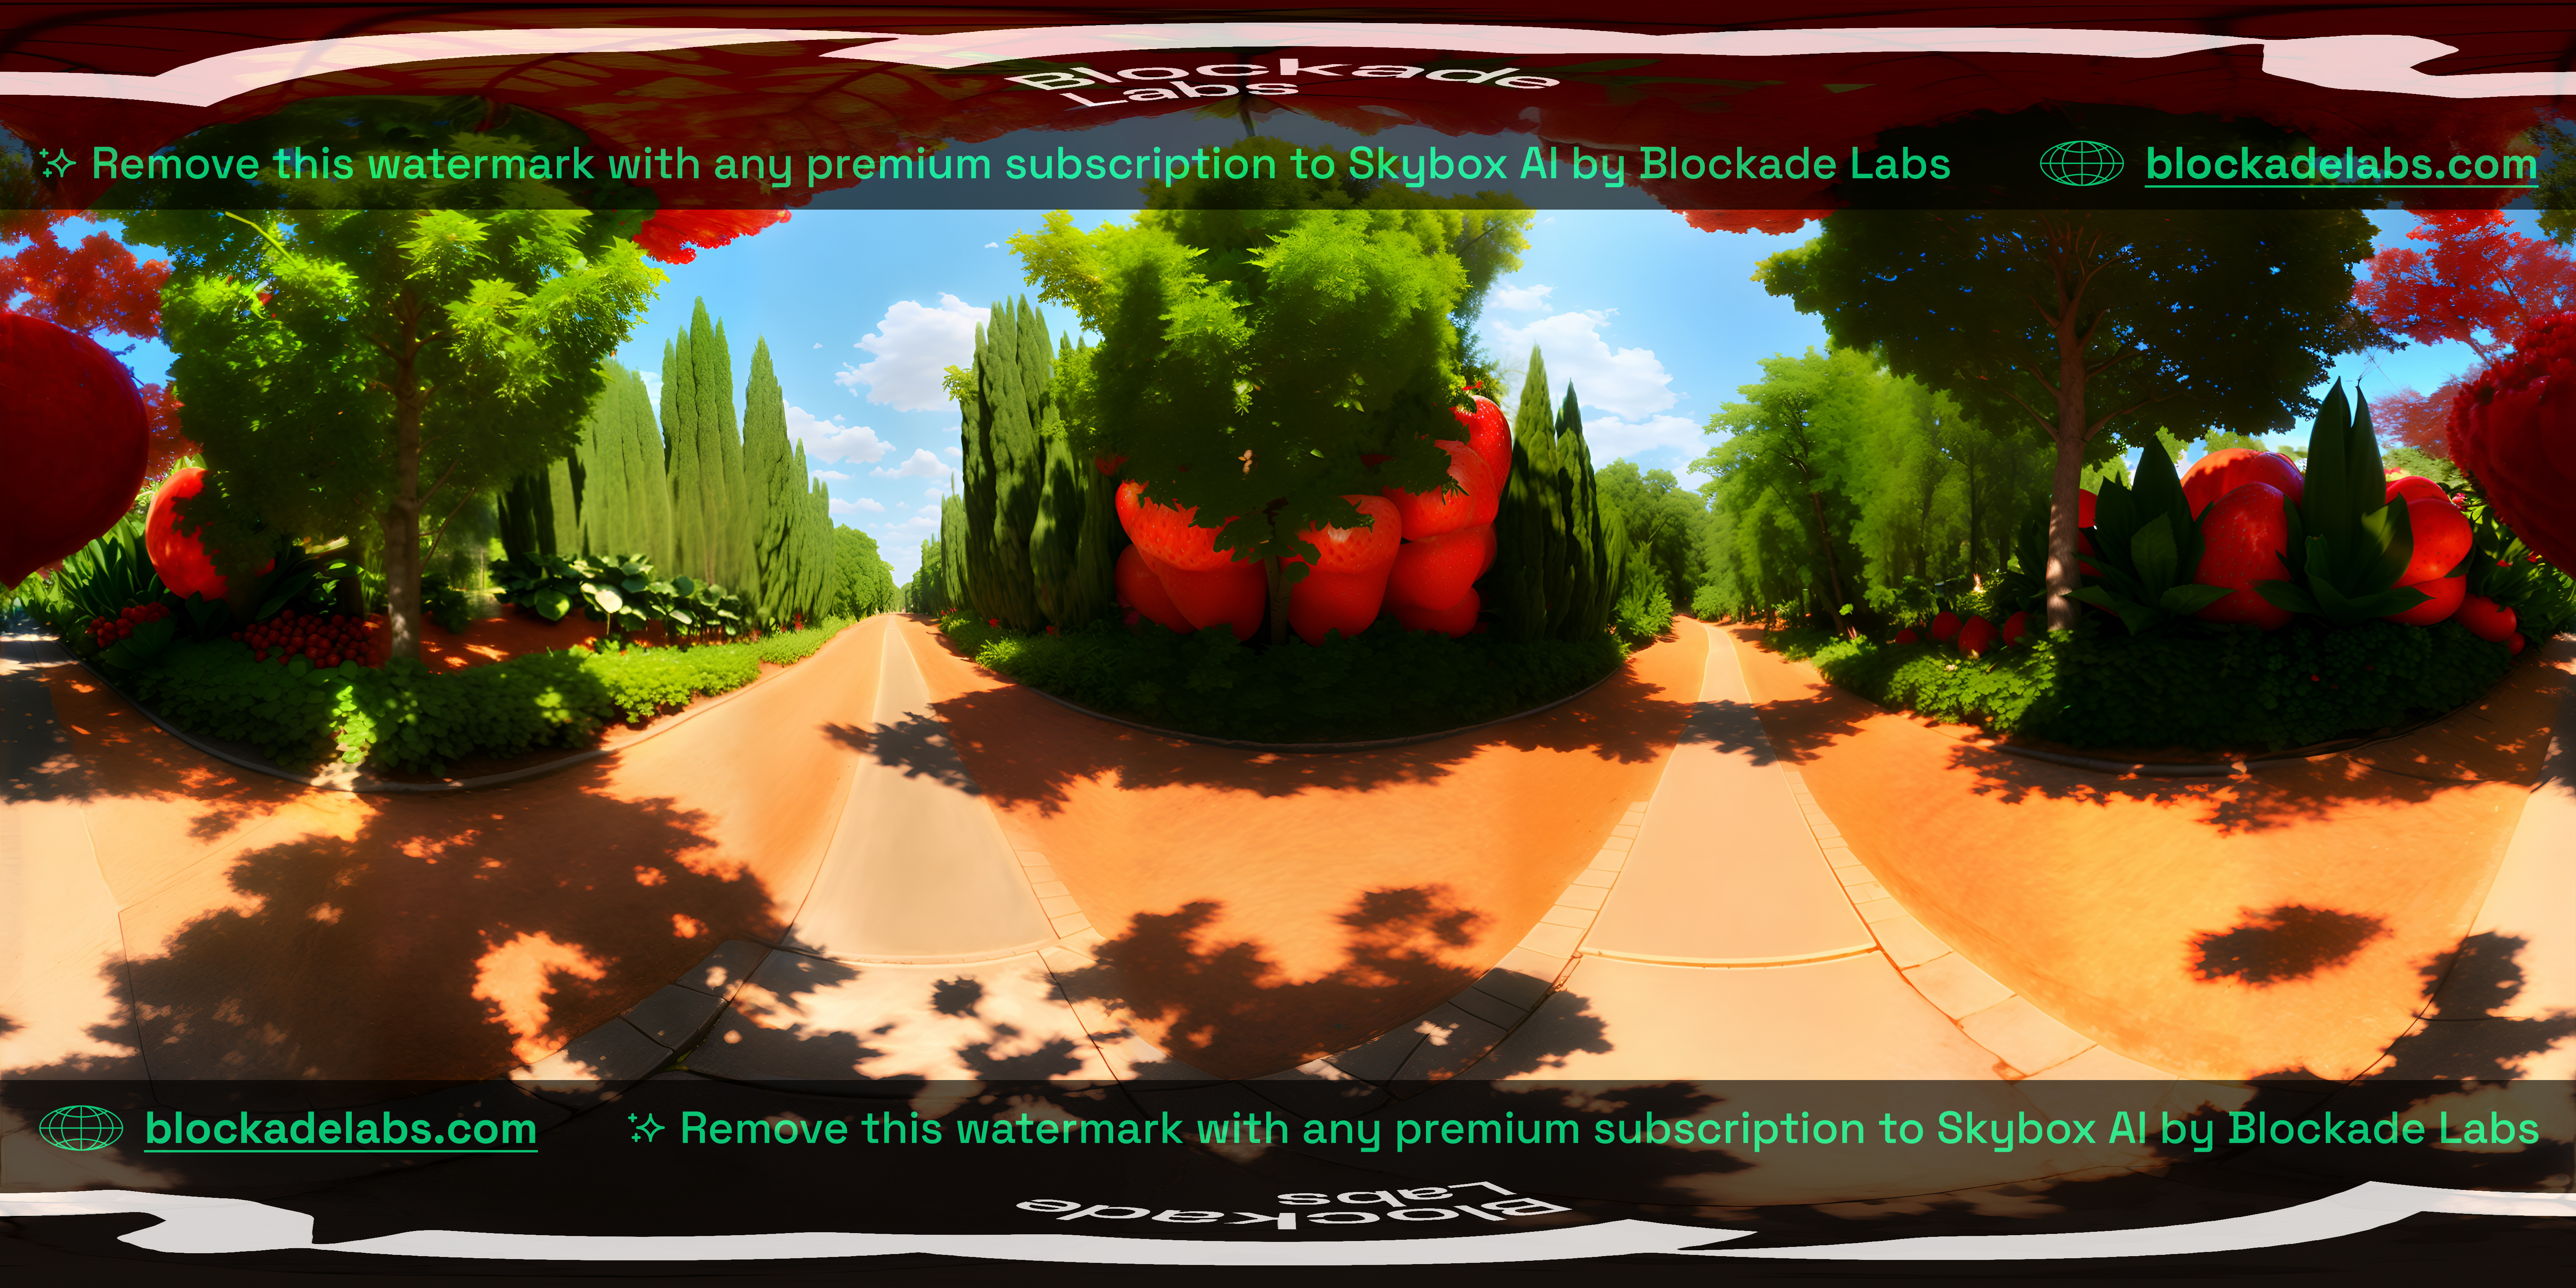 Blockade
Labs
Remove this watermark with any premium subscription to Skybox AI by Blockade Labs
blockadelabs.com
blockadelabs.com
Remove this watermark with any premium subscription to Skybox AI by Blockade Labs
Labs
Blockade